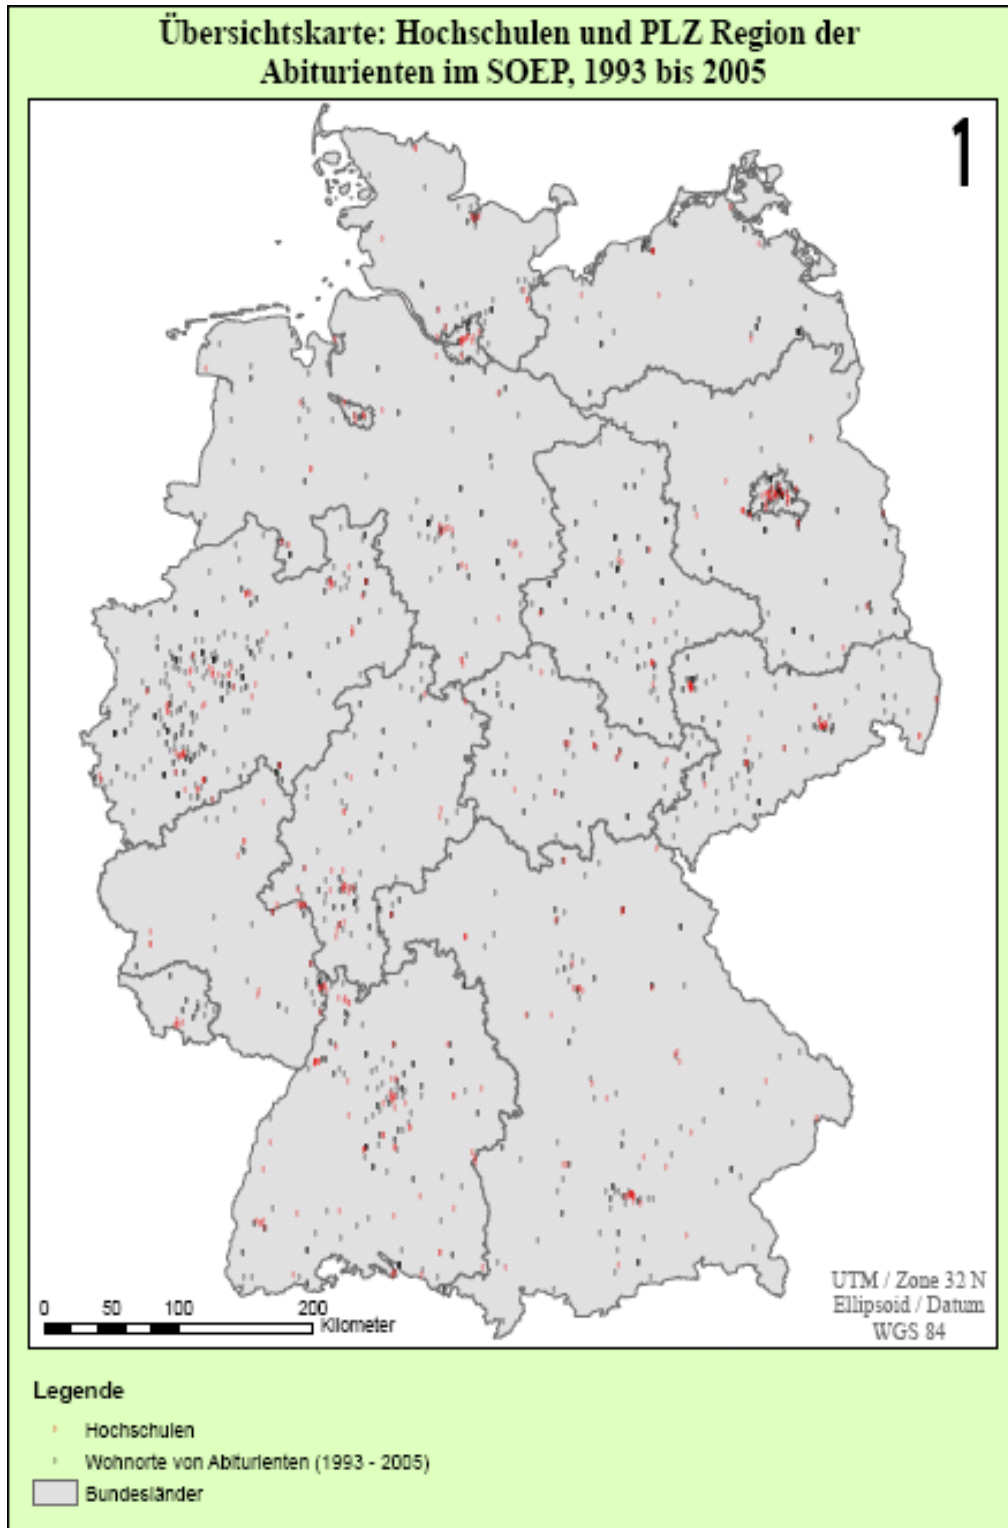 Übersichtskarte: Hochschulen und PLZ Region der
Abiturienten im SOEP, 1993 bis 2005
1
UTM / Zone 32 N
Ellipsoid / Datum
WGS 84
0 50 100 200
Kilometer
Legende
Hochschulen
Wohnorte von Abiturienten (1993 - 2005)
Bundesländer